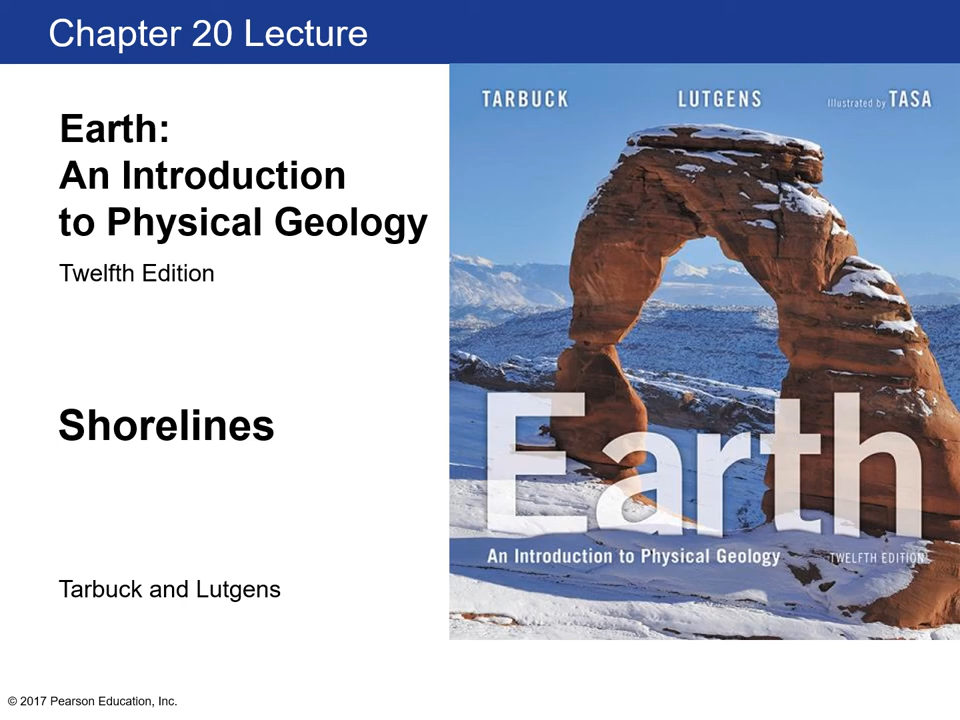 Chapter 20 Lecture
Earth:
An Introduction
to Physical Geology
Twelfth Edition
Shorelines
Tarbuck and Lutgens
© 2017 Pearson Education, Inc.
TARBUCK LUTGENS Illustrated by TASA
Earth
An Introduction to Physical Geology TWELFTH EDITION